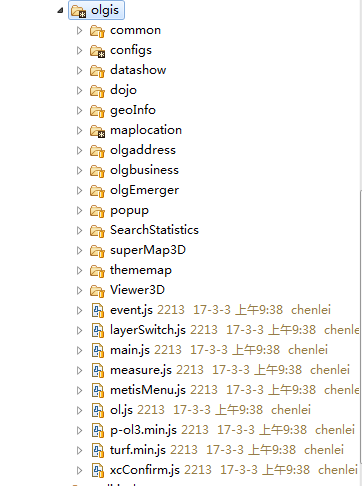 olgis
common
configs
datashow
dojo
geoInfo
maplocation
olgaddress
olgbusiness
olgEmerger
popup
SearchStatistics
superMap3D
thememap
Viewer3D
event.js 2213 17-3-3 上午9:38 chenlei
layerSwitch.js 2213 17-3-3 上午9:38 chenlei
main.js 2213 17-3-3 上午9:38 chenlei
measure.js 2213 17-3-3 上午9:38 chenlei
metisMenu.js 2213 17-3-3 上午9:38 chenlei
ol.js 2213 17-3-3 上午9:38 chenlei
p-ol3.min.js 2213 17-3-3 上午9:38 chenlei
turf.min.js 2213 17-3-3 上午9:38 chenlei
xcConfirm.js 2213 17-3-3 上午9:38 chenlei